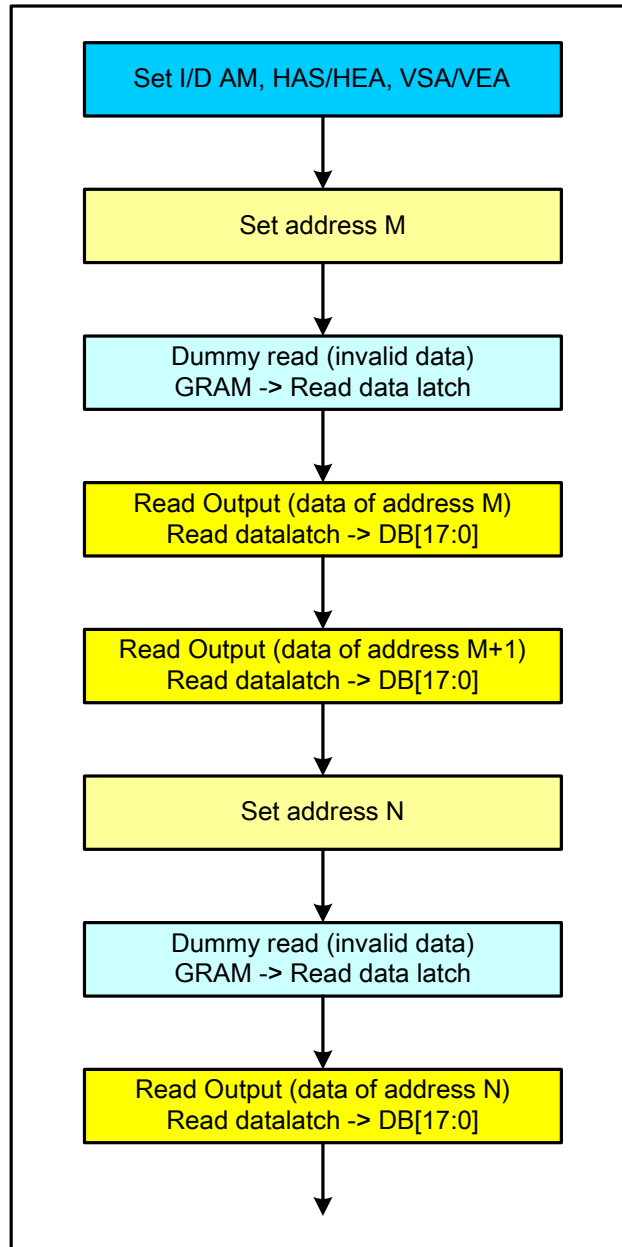 Set I/D AM, HAS/HEA, VSA/VEA
Set address M
Dummy read (invalid data)
GRAM -> Read data latch
Read Output (data of address M)
Read datalatch -> DB[17:0]
Read Output (data of address M+1)
Read datalatch -> DB[17:0]
Set address N
Dummy read (invalid data)
GRAM -> Read data latch
Read Output (data of address N)
Read datalatch -> DB[17:0]